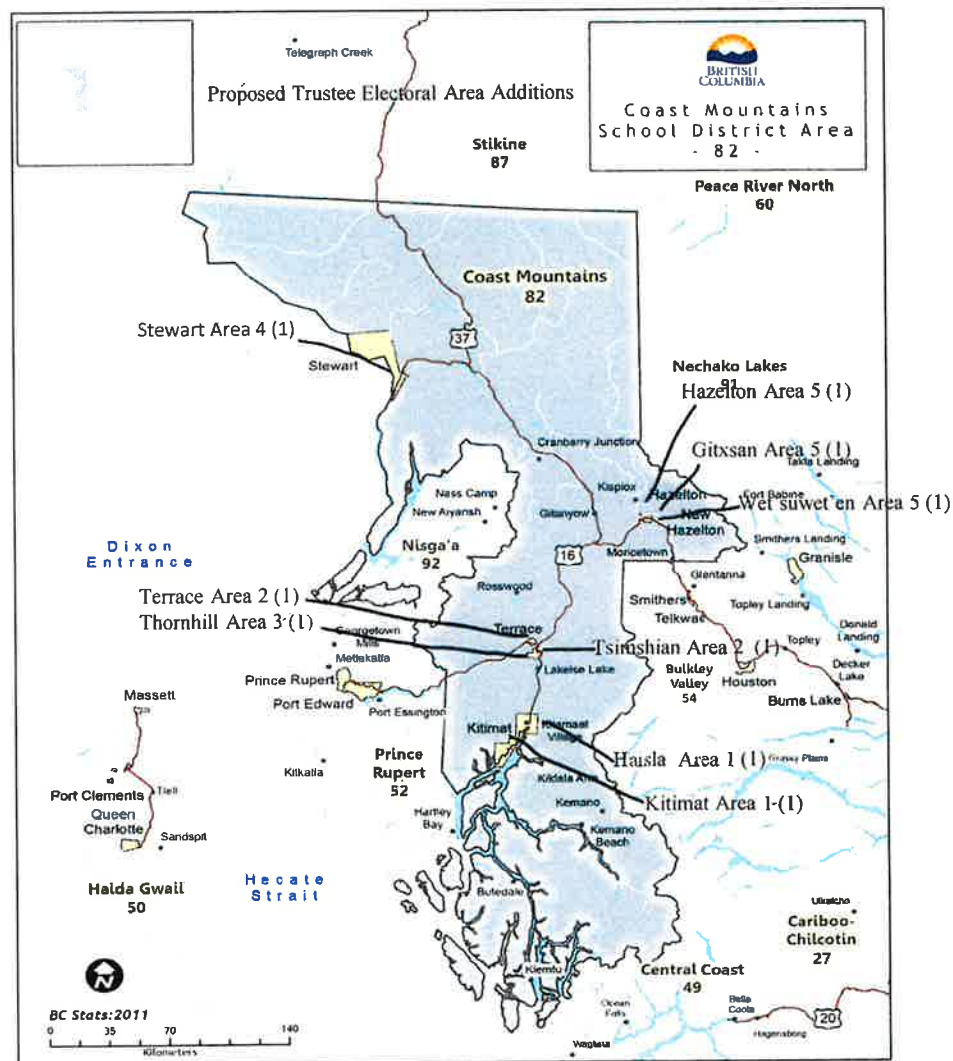 Telegraph Creek
Proposed Trustee Electoral Area Additions
BRITISH
COLUMBIA
Coast Mountains
School District Area
- 82 -
Stikine
87
Peace River North
60
Coast Mountains
82
Stewart Area 4 (1)
37
Stewart
Nechako Lakes
91
Hazelton Area 5 (1)
Gitxsan Area 5 (1)
Cranberry Junction
Takla Landing
Kispiox
Hazelton
Fort Babine
Wet'suwet'en Area 5 (1)
Nass Camp
New Aiyansh
Gitanyow
New
Hazelton
Nisga'a
92
16
Moricetown
Smithers Landing
Granisle
Dixon
Entrance
Rosswood
Glentanna
Smithers
Telkwa
Topley Landing
Terrace Area 2 (1)
Thornhill Area 3 (1)
Georgetown
Mills
Terrace
Tsimshian Area 2 (1)
Donald
Landing
Topley
Metlakatla
Lakelse Lake
Bulkley
Valley
54
Decker
Lake
Prince Rupert
Houston
Burns Lake
Port Edward
Port Essington
Massett
Kitimat
Kitamaat
Village
Prince
Rupert
52
Haisla Area 1 (1)
Grassy Plains
Kitkatla
Kildala Arm
Kitimat Area 1-(1)
Port Clements
Tlell
Kemano
Queen
Charlotte
Hartley
Bay
Kemano
Beach
Sandspit
Haida Gwaii
50
Hecate
Strait
Butedale
Ulkatcho
Cariboo-
Chilcotin
27
Klemtu
Central Coast
49
Ocean
Falls
Bella
Coola
20
Hagensborg
Waglisla
N
BC Stats:2011
0 35 70 140
Kilometers